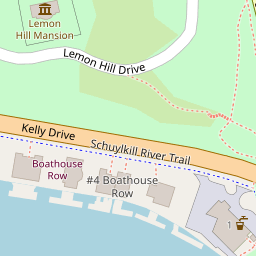 Lemon
Hill Mansion
Lemon Hill Drive
Kelly Drive
Schuylkill River Trail
Boathouse
Row
#4 Boathouse
Row
1